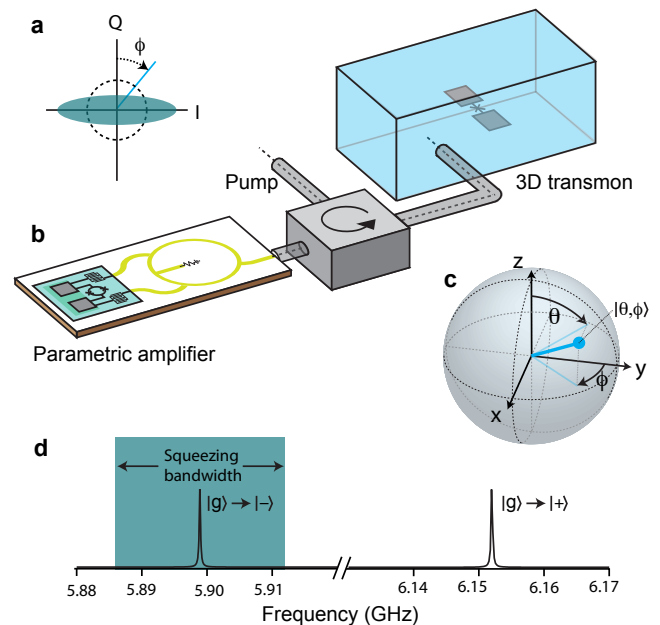 a
Q
ϕ
I
Pump
3D transmon
b
Parametric amplifier
c
z
θ
|θ,ϕ⟩
y
ϕ
x
d
Squeezing
bandwidth
|g⟩→|−⟩
|g⟩→|+⟩
5.88 5.89 5.90 5.91 6.14 6.15 6.16 6.17
Frequency (GHz)